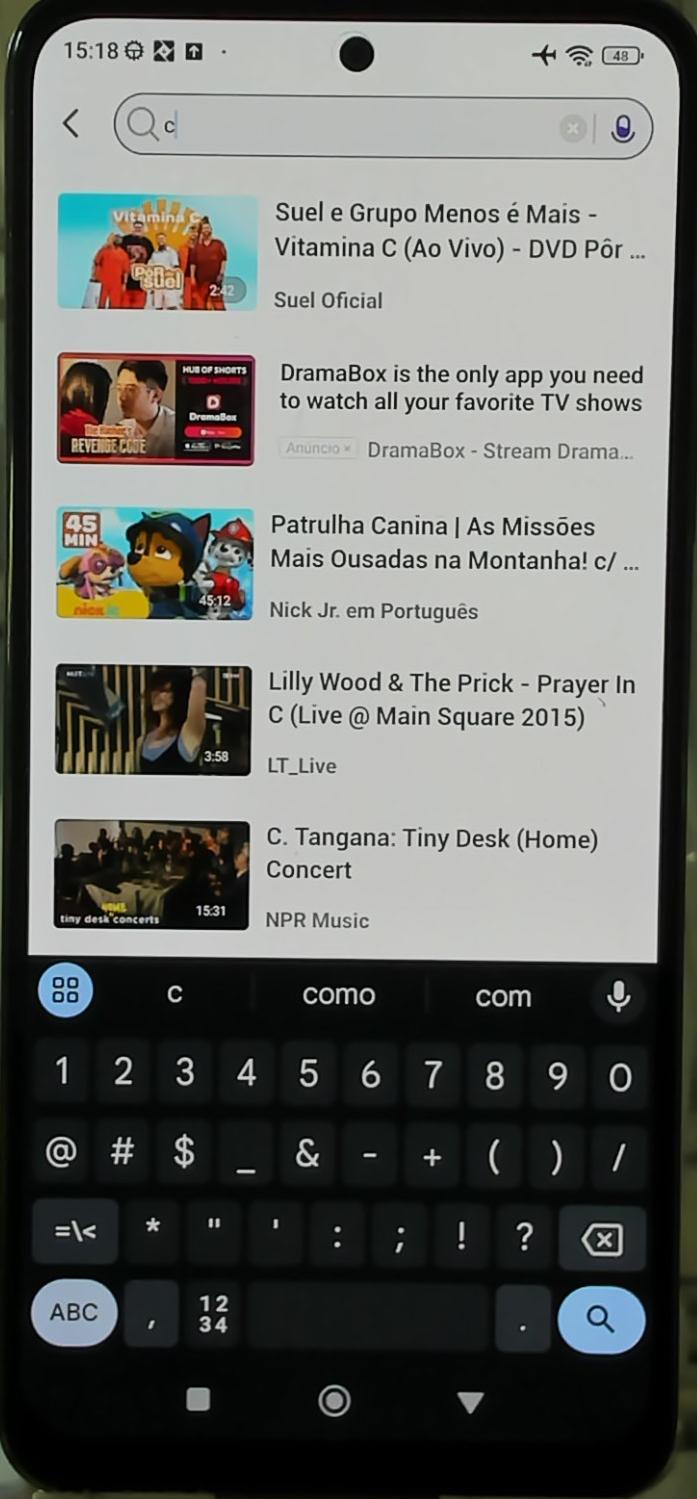 15:18
48
c
Suel e Grupo Menos é Mais -
Vitamina C (Ao Vivo) - DVD Pôr ...
Suel Oficial
Vitamina C
Por
suel
2:42
DramaBox is the only app you need
to watch all your favorite TV shows
Anúncio
DramaBox - Stream Drama...
HUB OF SHORTS
DramaBox
REVENGE CODE
Patrulha Canina | As Missões
Mais Ousadas na Montanha! c/ ...
Nick Jr. em Português
45
MIN
nick jr.
45:12
Lilly Wood & The Prick - Prayer In
C (Live @ Main Square 2015)
LT_Live
3:58
C. Tangana: Tiny Desk (Home)
Concert
NPR Music
HOME
tiny desk concerts
15:31
c como com
1 2 3 4 5 6 7 8 9 0
@ # $ _ & - + ( ) /
=\< * " ' : ; ! ?
ABC , 12 .
34